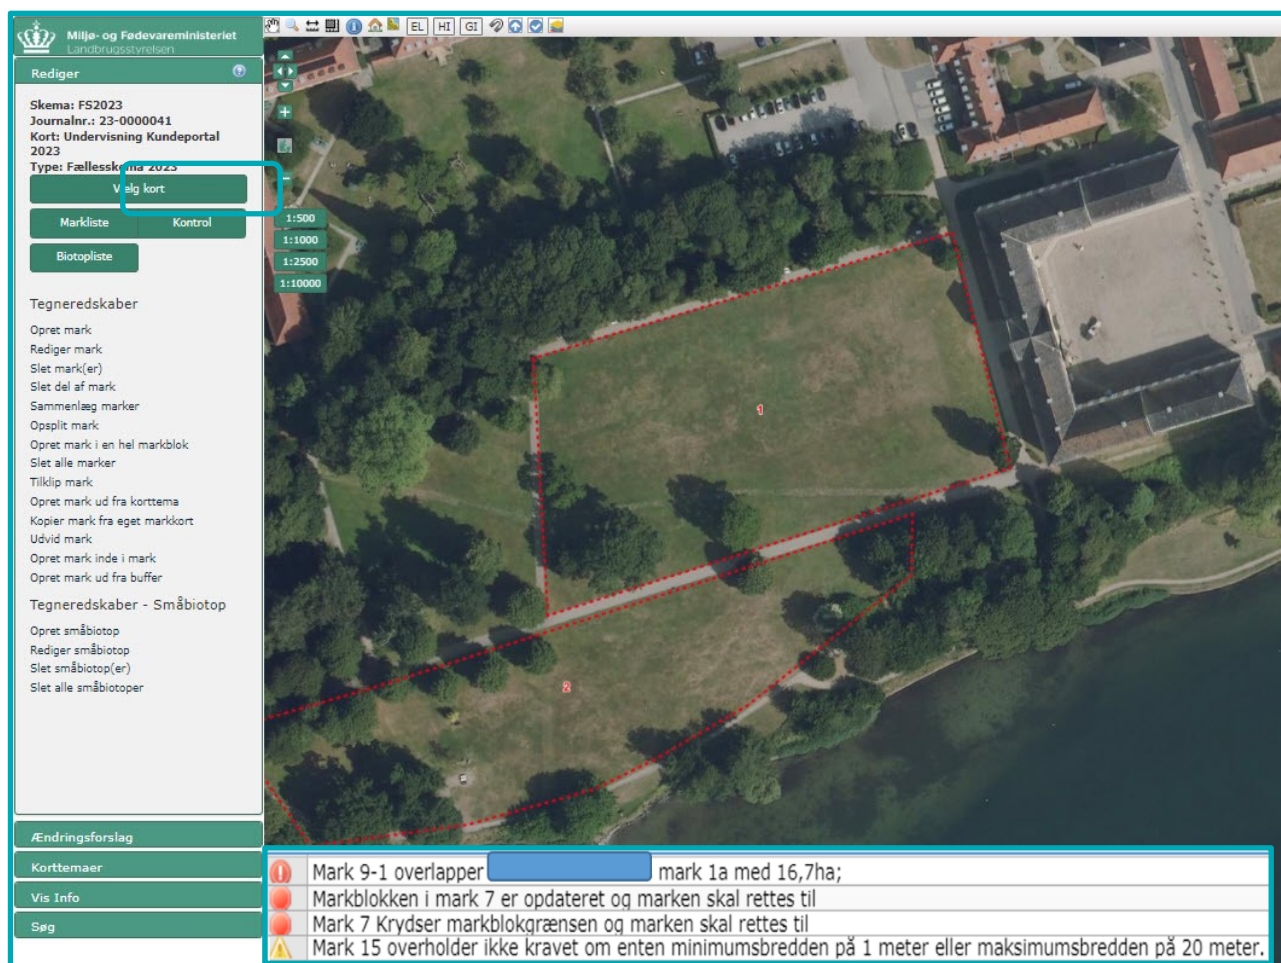 Miljø- og Fødevareministeriet
Landbrugsstyrelsen
Rediger
Skema: FS2023
Journalnr.: 23-0000041
Kort: Undervisning Kundeportal
2023
Type: Fællesskema 2023
Vælg kort
Markliste Kontrol
Biotopliste
Tegneredskaber
Opret mark
Rediger mark
Slet mark(er)
Slet del af mark
Sammenlæg marker
Opsplit mark
Opret mark i en hel markblok
Slet alle marker
Tilklip mark
Opret mark ud fra korttema
Kopier mark fra eget markkort
Udvid mark
Opret mark inde i mark
Opret mark ud fra buffer
Tegneredskaber - Småbiotop
Opret småbiotop
Rediger småbiotop
Slet småbiotop(er)
Slet alle småbiotoper
Ændringsforslag
Korttemaer
Vis Info
Søg
EL HI GI
1:500
1:1000
1:2500
1:10000
1
2
Mark 9-1 overlapper mark 1a med 16,7ha;
Markblokken i mark 7 er opdateret og marken skal rettes til
Mark 7 Krydser markblokgrænsen og marken skal rettes til
Mark 15 overholder ikke kravet om enten minimumsbredden på 1 meter eller maksimumsbredden på 20 meter.